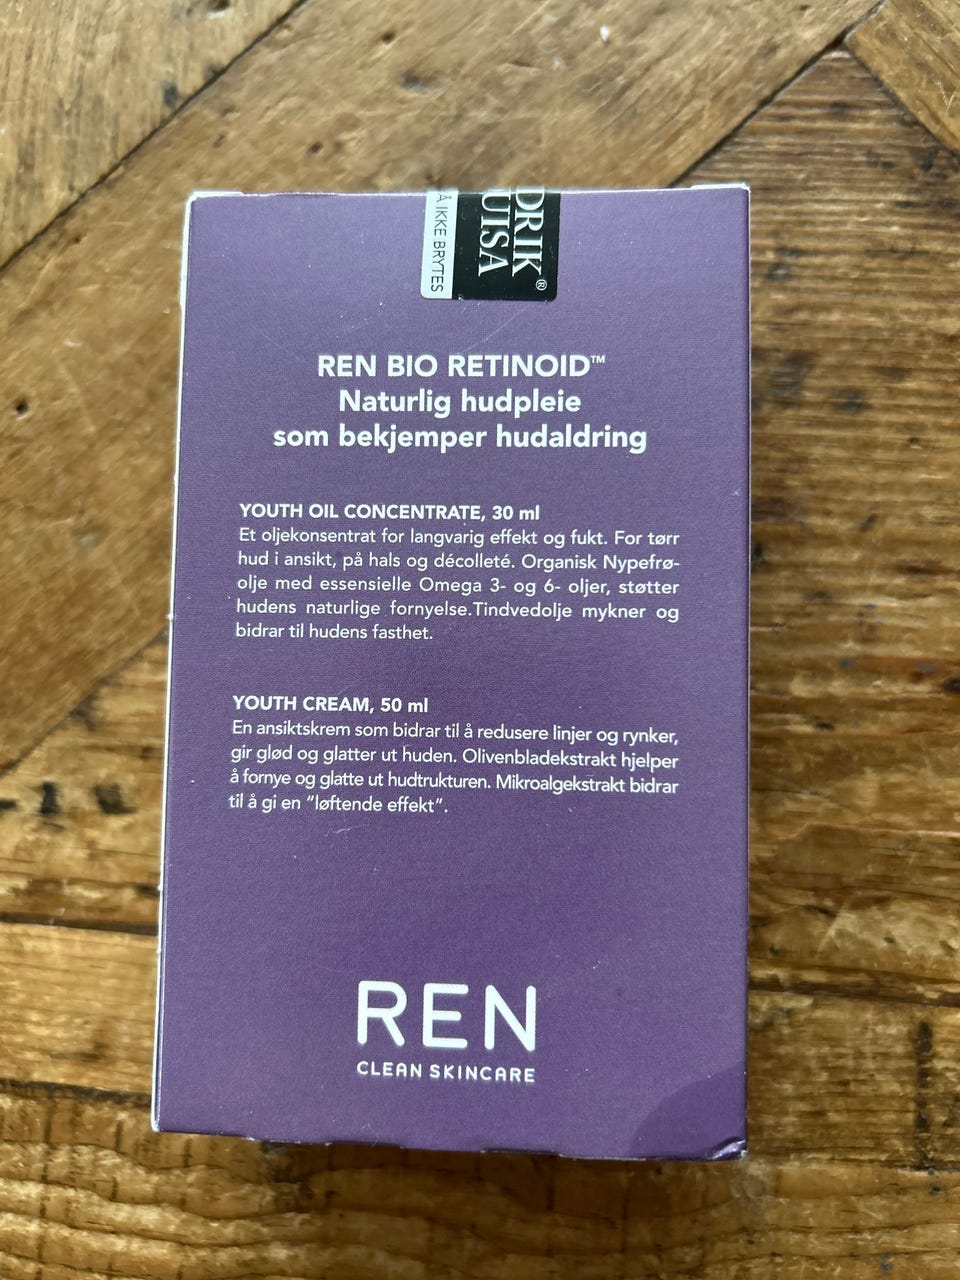 DRIK®
UISA
Å IKKE BRYTES
REN BIO RETINOID™
Naturlig hudpleie
som bekjemper hudaldring
YOUTH OIL CONCENTRATE, 30 ml
Et oljekonsentrat for langvarig effekt og fukt. For tørr
hud i ansikt, på hals og décolleté. Organisk Nypefrø-
olje med essensielle Omega 3- og 6- oljer, støtter
hudens naturlige fornyelse.Tindvedolje mykner og
bidrar til hudens fasthet.
YOUTH CREAM, 50 ml
En ansiktskrem som bidrar til å redusere linjer og rynker,
gir glød og glatter ut huden. Olivenbladekstrakt hjelper
å fornye og glatte ut hudtrukturen. Mikroalgekstrakt bidrar
til å gi en "løftende effekt".
REN
CLEAN SKINCARE